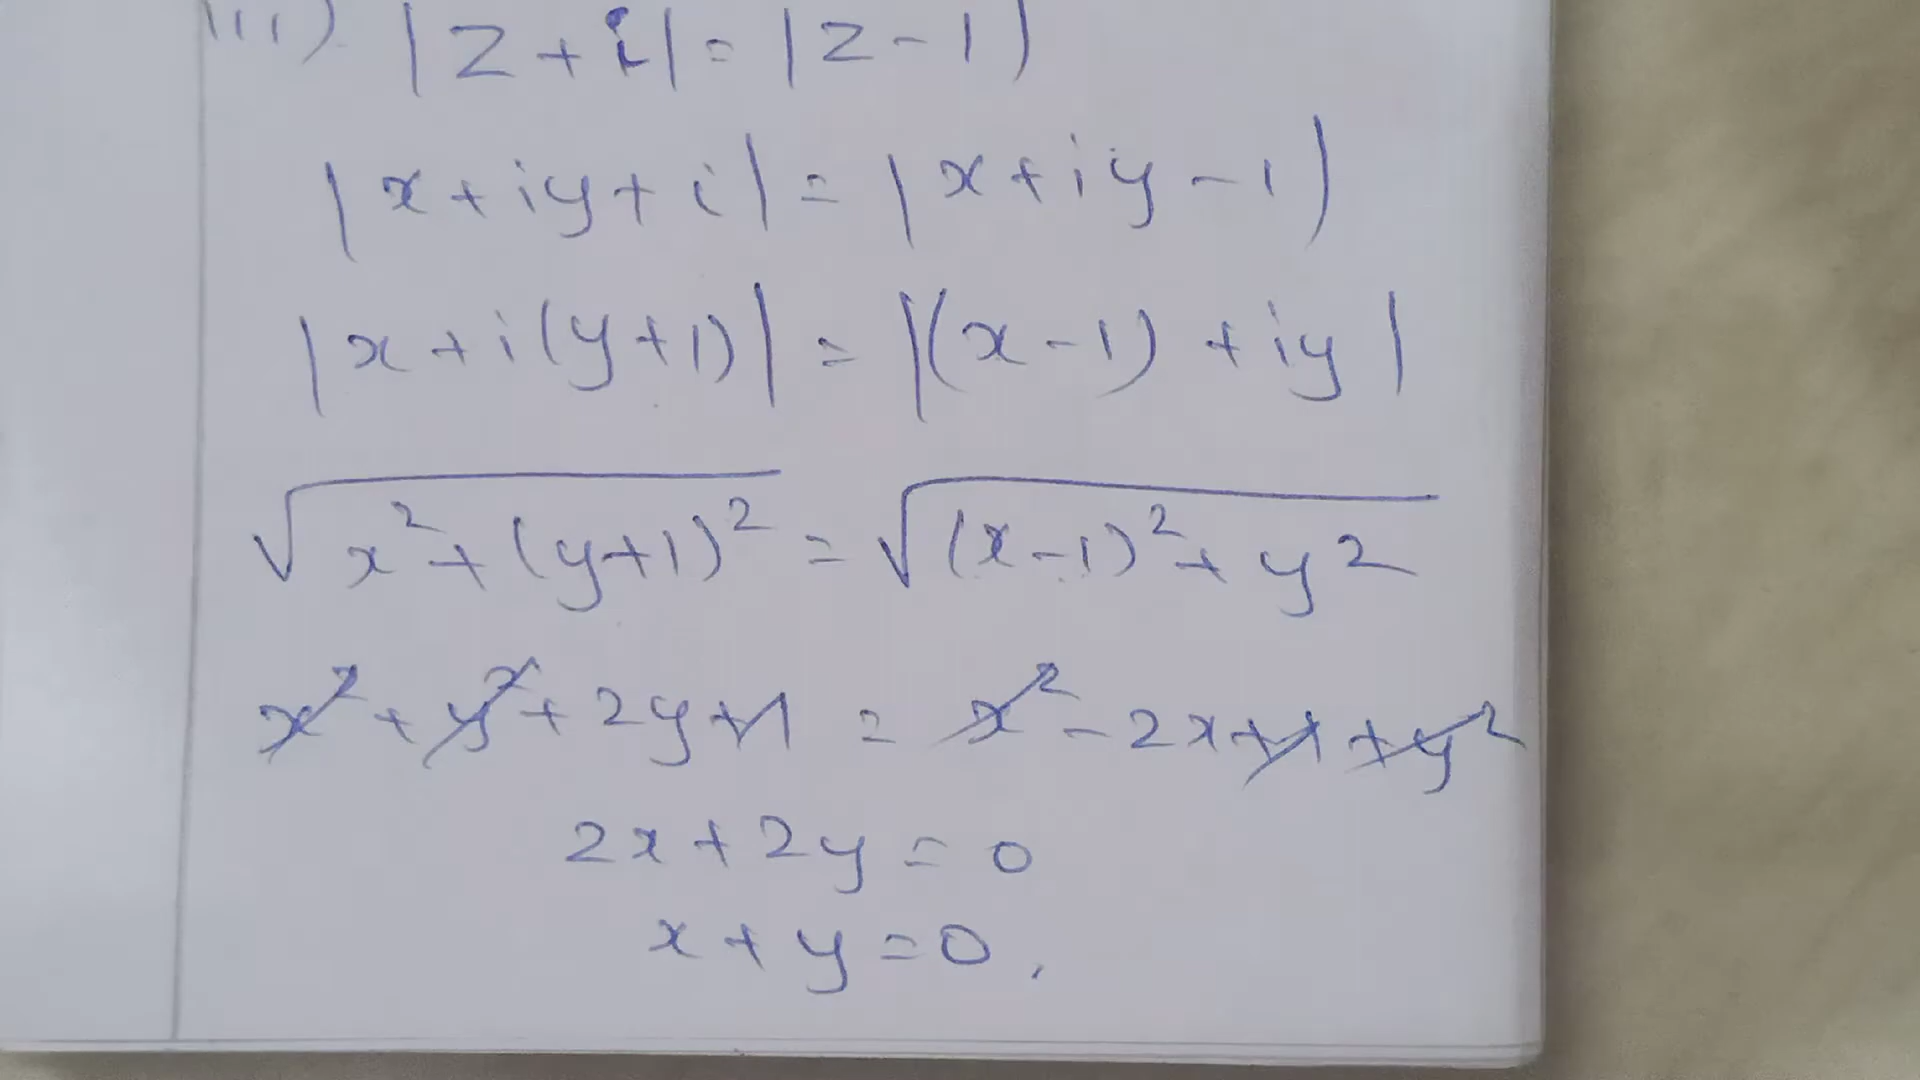 iii) |z + i| = |z - 1|
|x + iy + i| = |x + iy - 1|
|x + i(y+1)| = |(x-1) + iy|
√(x² + (y+1)²) = √((x-1)² + y²)
x² + y² + 2y + 1 = x² - 2x + 1 + y²
2x + 2y = 0
x + y = 0.